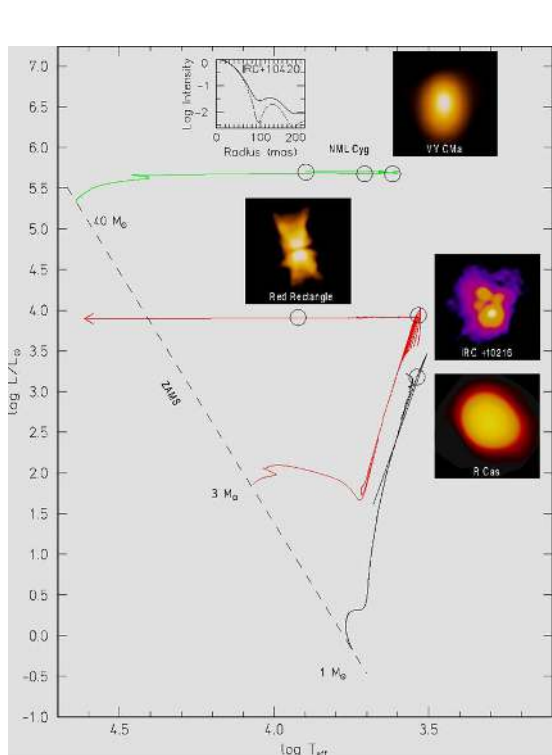 7.0
6.5
6.0
5.5
5.0
4.5
4.0
3.5
3.0
2.5
2.0
1.5
1.0
0.5
0.0
-0.5
-1.0
log L/L⊙
Log Intensity
0
-1
-2
IRC+10420
0 100 200
Radius (mas)
NML Cyg
VY CMa
40 M⊙
Red Rectangle
IRC +10216
ZAMS
R Cas
3 M⊙
1 M⊙
4.5 4.0 3.5
log Teff